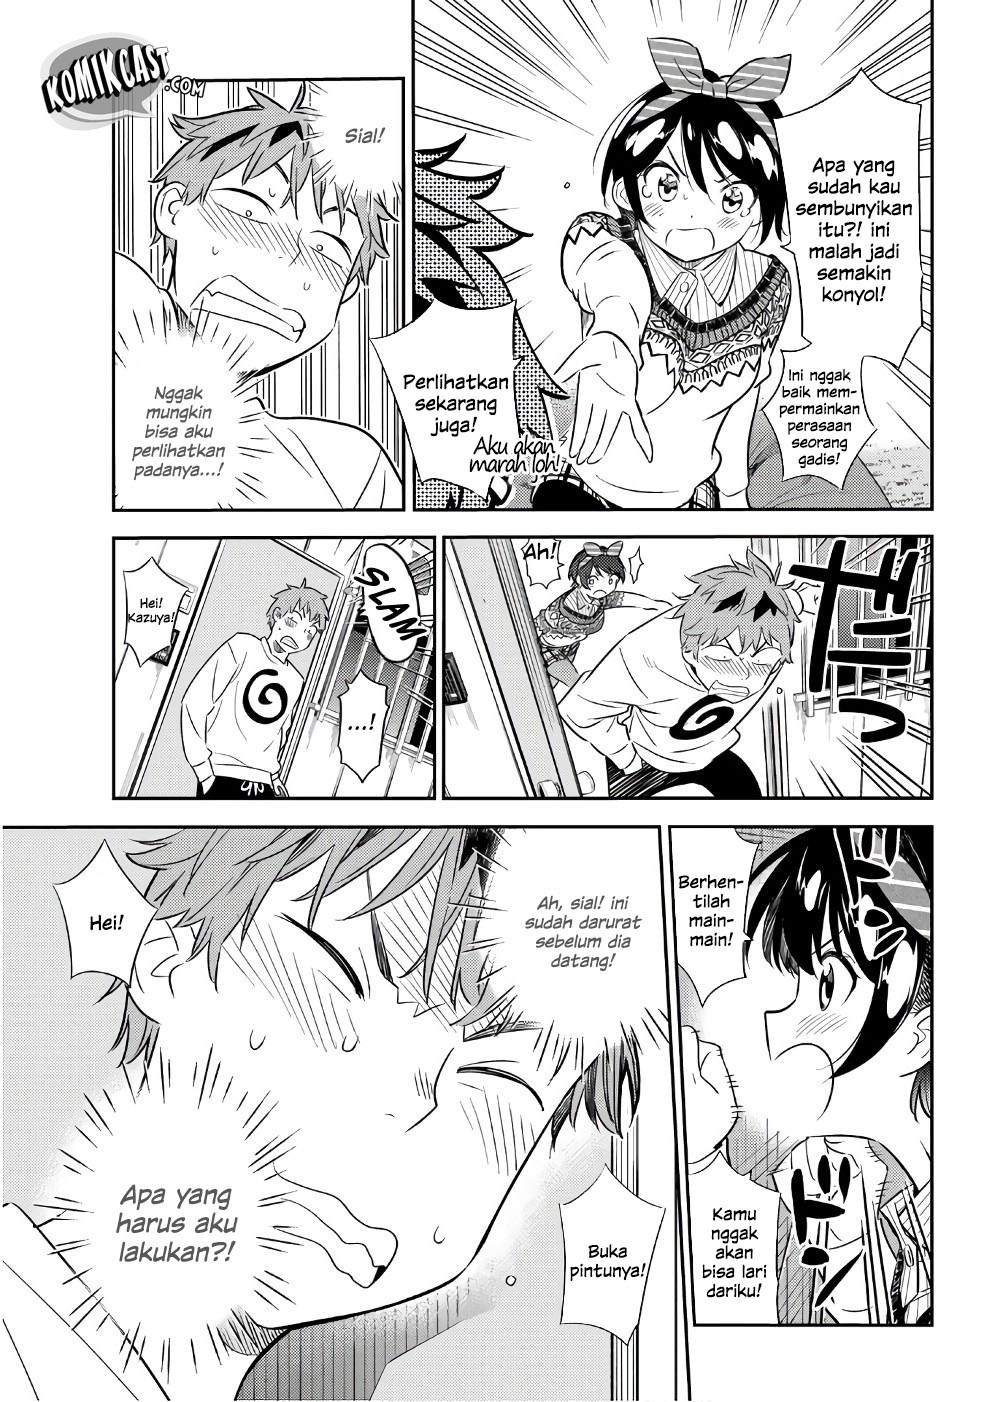 KOMIKCAST
.COM
Apa yang
sudah kau
sembunyikan
itu?! ini
malah jadi
semakin
konyol!
Ini nggak
baik mem-
permainkan
perasaan
seorang
gadis!
Perlihatkan
sekarang
juga!
Aku akan
marah loh!
Sial!
Nggak
mungkin
bisa aku
perlihatkan
padanya...!
Ah!
SLAM
...!
Hei!
Kazuya!
Berhen-
tilah
main-
main!
Kamu
nggak
akan
bisa lari
dariku!
Ah, sial! ini
sudah darurat
sebelum dia
datang!
Hei!
Buka
pintunya!
Apa yang
harus aku
lakukan?!